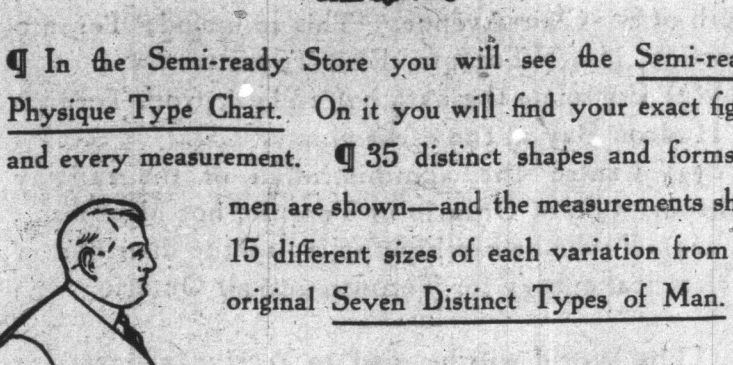 ¶ In the Semi-ready Store you will see the Semi-rea
Physique Type Chart. On it you will find your exact fig
and every measurement. ¶ 35 distinct shapes and forms
men are shown—and the measurements sh
15 different sizes of each variation from
original Seven Distinct Types of Man.